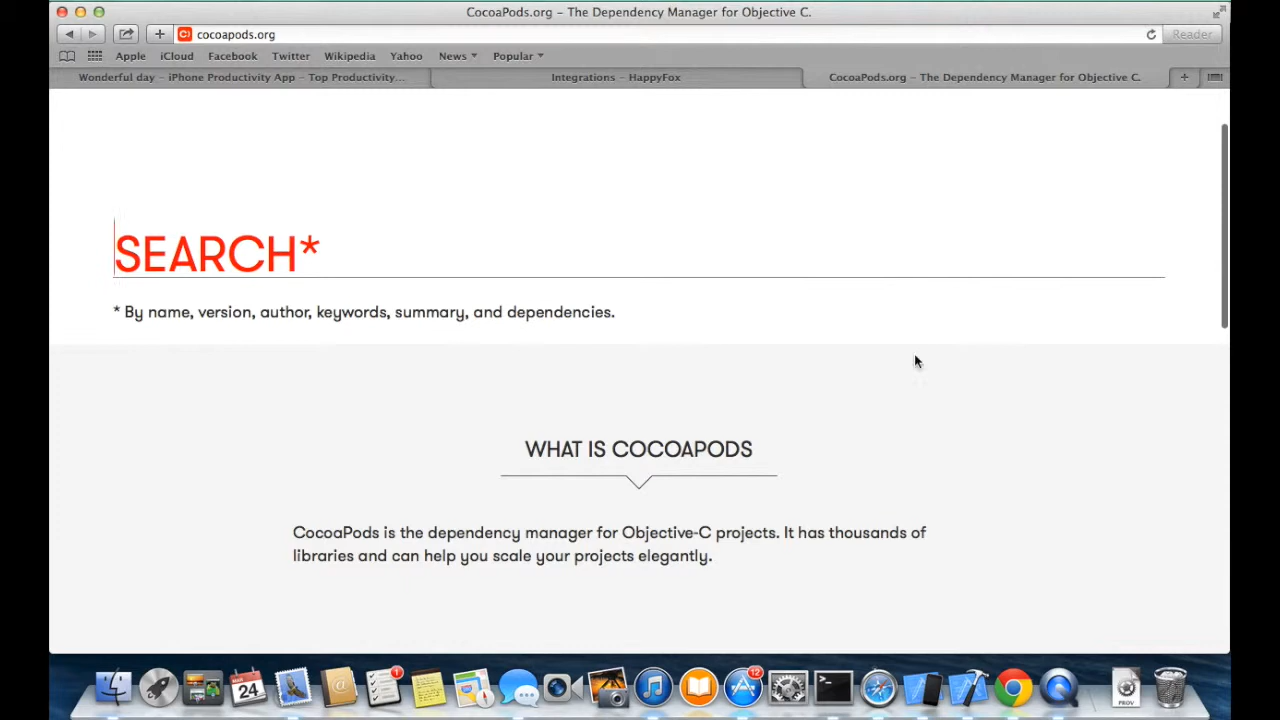 CocoaPods.org – The Dependency Manager for Objective C.
cocoapods.org
Reader
Apple iCloud Facebook Twitter Wikipedia Yahoo News Popular
Wonderful day – iPhone Productivity App – Top Productivity...
Integrations – HappyFox
CocoaPods.org – The Dependency Manager for Objective C.
SEARCH*
* By name, version, author, keywords, summary, and dependencies.
WHAT IS COCOAPODS
CocoaPods is the dependency manager for Objective-C projects. It has thousands of
libraries and can help you scale your projects elegantly.
24
1
12
PROV